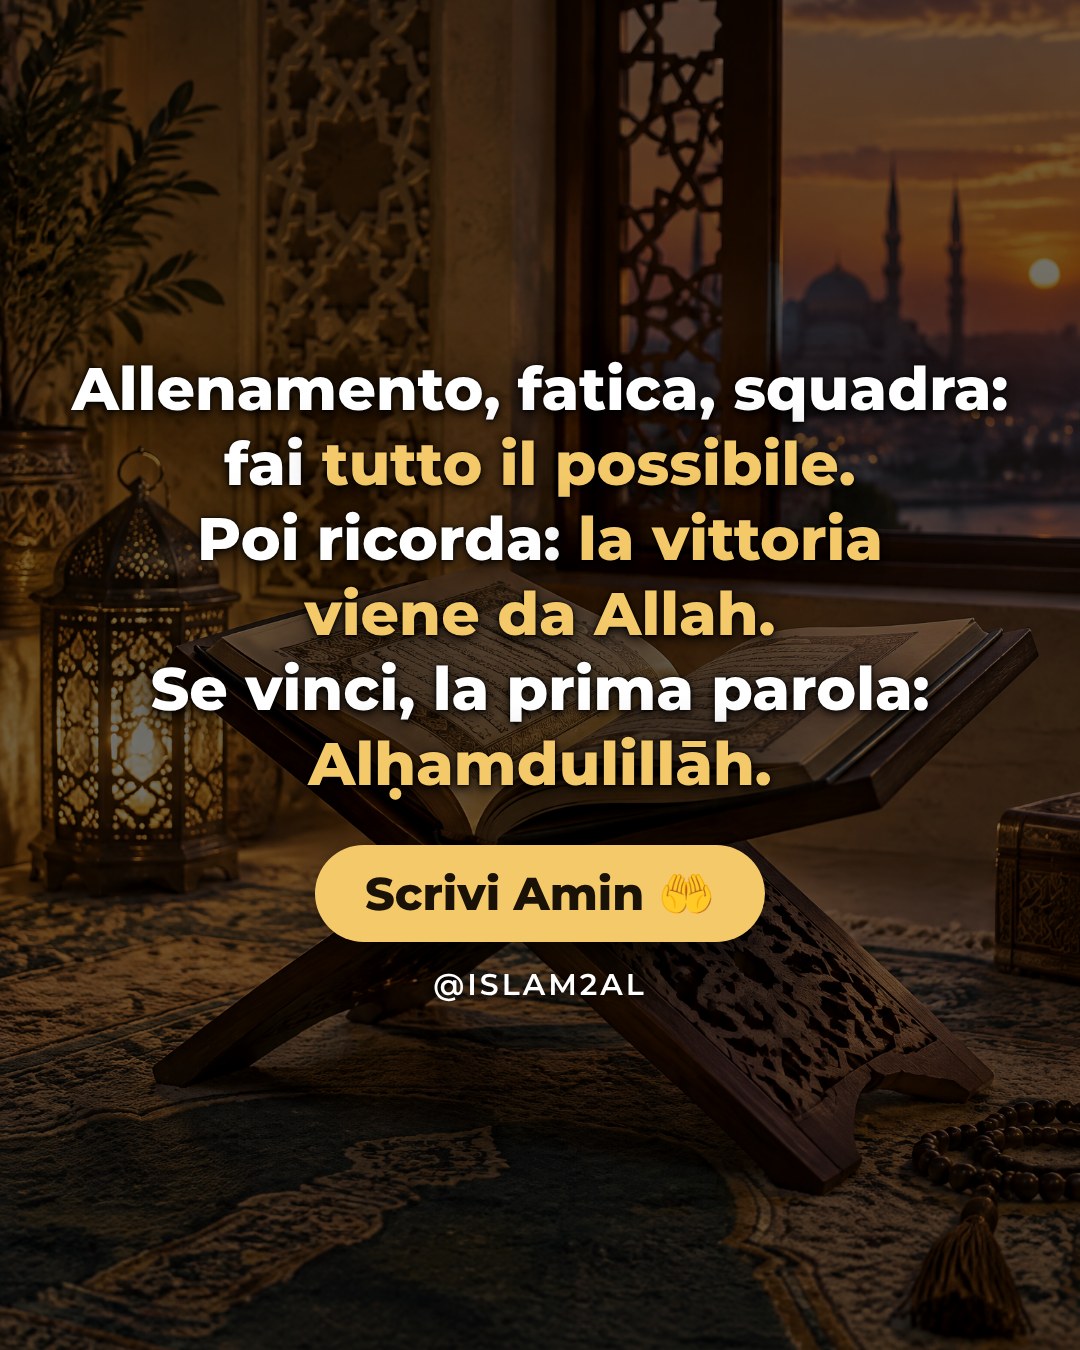 Allenamento, fatica, squadra:
fai tutto il possibile.
Poi ricorda: la vittoria
viene da Allah.
Se vinci, la prima parola:
Alḥamdulillāh.
Scrivi Amin 🤲
@ISLAM2AL